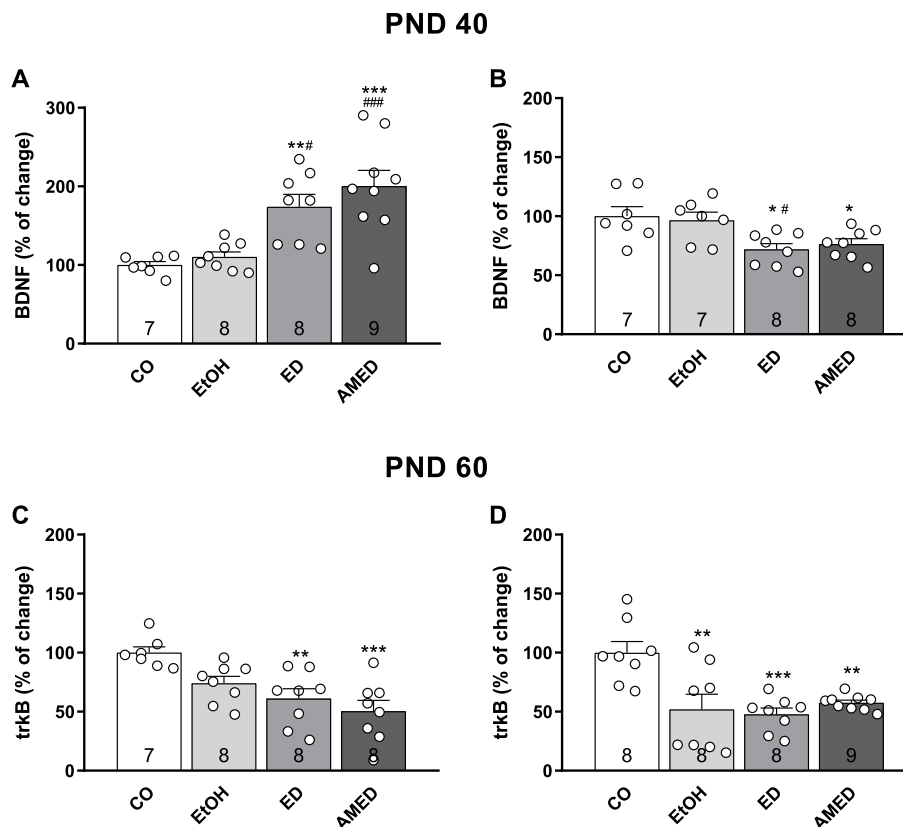 PND 40
A
BDNF (% of change)
300
200
100
0
**#
***
###
7
8
8
9
CO
EtOH
ED
AMED
B
BDNF (% of change)
200
150
100
50
0
* #
*
7
7
8
8
CO
EtOH
ED
AMED
PND 60
C
trkB (% of change)
200
150
100
50
0
**
***
7
8
8
8
CO
EtOH
ED
AMED
D
trkB (% of change)
200
150
100
50
0
**
***
**
8
8
8
9
CO
EtOH
ED
AMED